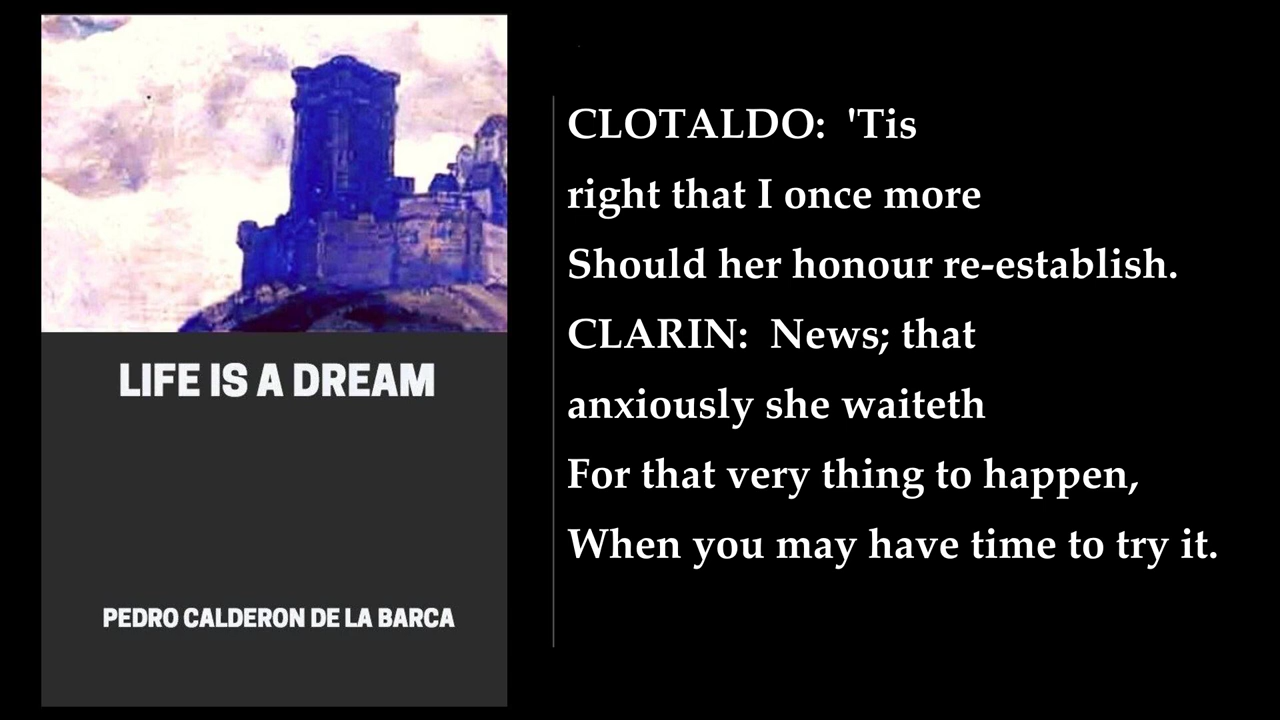 LIFE IS A DREAM
PEDRO CALDERON DE LA BARCA
CLOTALDO: 'Tis
right that I once more
Should her honour re-establish.
CLARIN: News; that
anxiously she waiteth
For that very thing to happen,
When you may have time to try it.